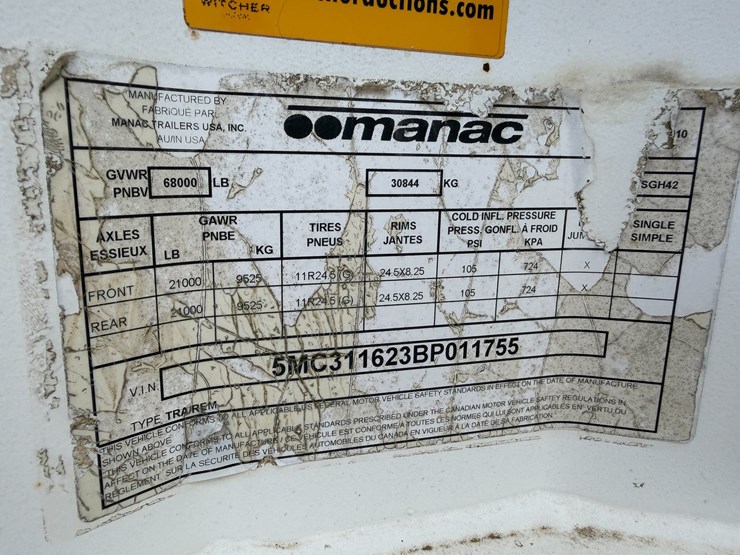 WITCHER
uctions.com
MANUFACTURED BY
FABRIQUÉ PAR
MANAC TRAILERS USA, INC.
manac
10
GVWR 68000 LB 30844 KG
PNBV
SGH42
AXLES GAWR TIRES RIMS COLD INFL. PRESSURE SINGLE
ESSIEUX PNBE PNEUS JANTES PRESS. GONFL. À FROID SIMPLE
LB KG PSI KPA
FRONT 21000 9525 11R24.5 (G) 24.5X8.25 105 724 X
REAR 21000 9525 11R24.5 (G) 24.5X8.25 105 724 X
V.I.N. 5MC311623BP011755
TYPE TRA/REM
THIS VEHICLE CONFORMS TO ALL APPLICABLE US FEDERAL MOTOR VEHICLE SAFETY STANDARDS IN EFFECT ON THE DATE OF MANUFACTURE
SHOWN ABOVE
THIS VEHICLE CONFORMS TO ALL APPLICABLE STANDARDS PRESCRIBED UNDER THE CANADIAN MOTOR VEHICLE SAFTEY REGULATIONS IN
AFFECT ON THE DATE OF MANUFACTURE / CE VÉHICULE EST CONFORME À TOUTES LES NORMES QUI LUI SONT APPLICABLES EN VERTU DU
RÈGLEMENT SUR LA SÉCURITÉ DES VÉHICULES AUTOMOBILES DU CANADA EN VIGUEUR À LA DATE DE SA FABRICATION